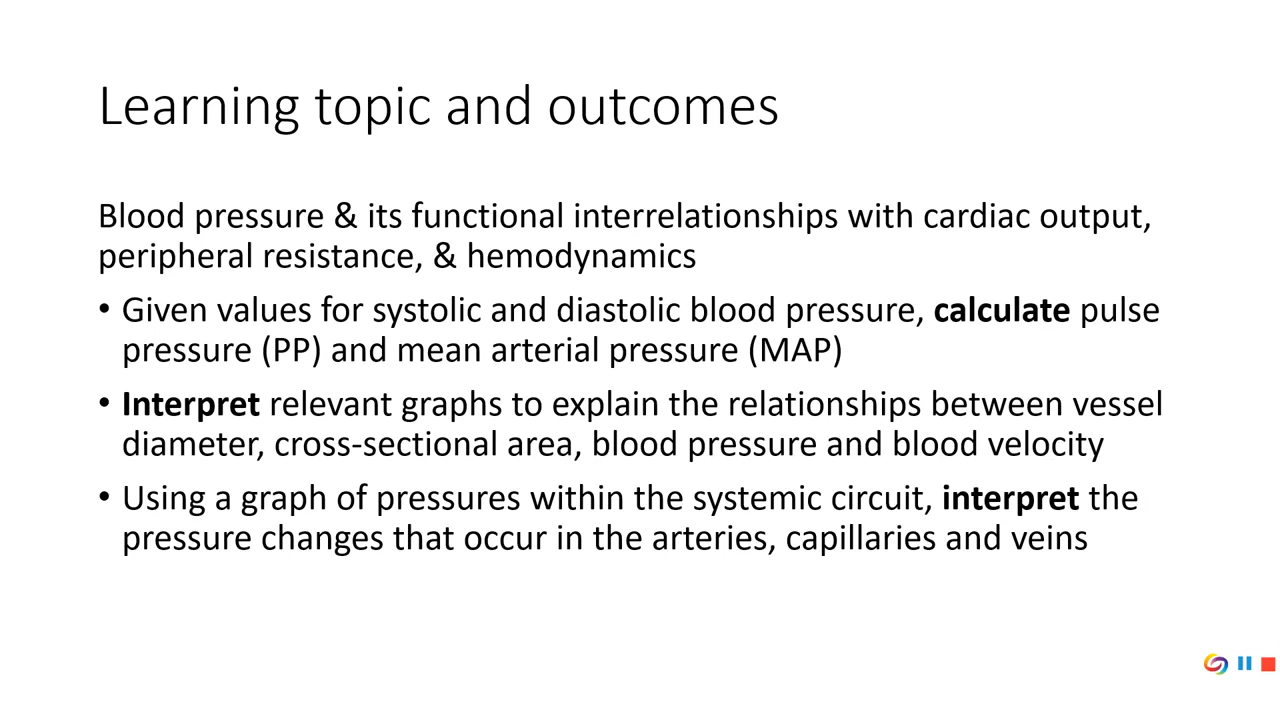 Learning topic and outcomes
Blood pressure & its functional interrelationships with cardiac output,
peripheral resistance, & hemodynamics
• Given values for systolic and diastolic blood pressure, calculate pulse
pressure (PP) and mean arterial pressure (MAP)
• Interpret relevant graphs to explain the relationships between vessel
diameter, cross-sectional area, blood pressure and blood velocity
• Using a graph of pressures within the systemic circuit, interpret the
pressure changes that occur in the arteries, capillaries and veins